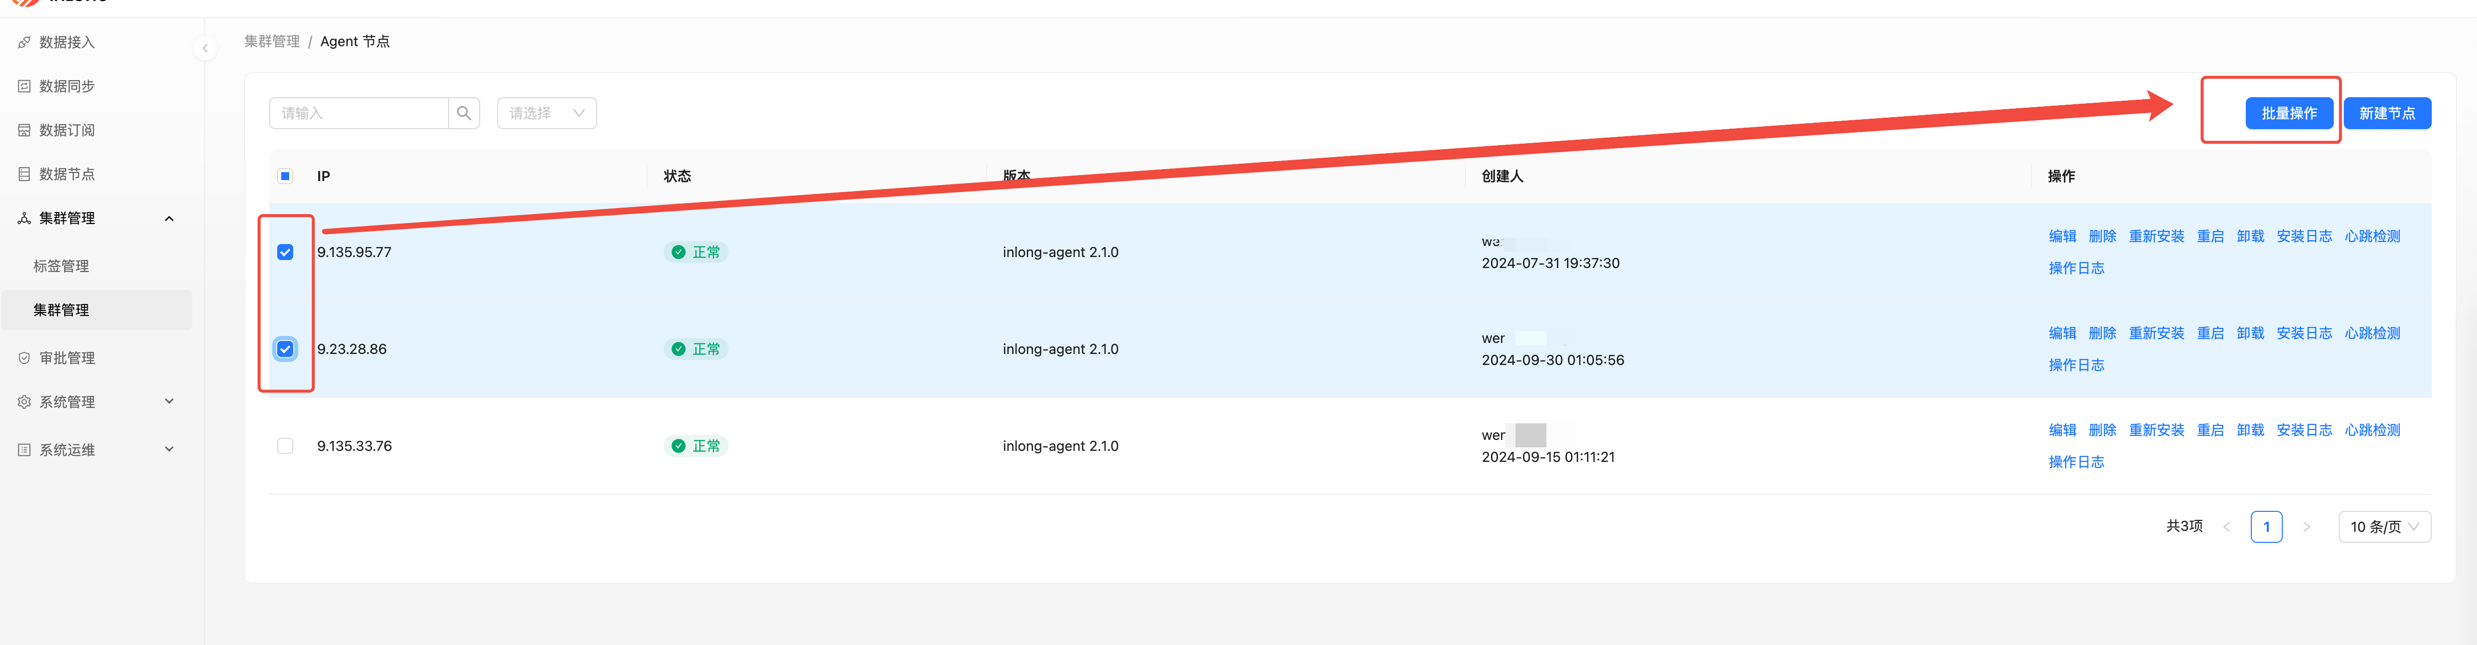 数据接入
数据同步
数据订阅
数据节点
集群管理
标签管理
集群管理
审批管理
系统管理
系统运维
集群管理 / Agent 节点
请输入
请选择
批量操作 新建节点
IP 状态 版本 创建人 操作
9.135.95.77 正常 inlong-agent 2.1.0
2024-07-31 19:37:30
编辑 删除 重新安装 重启 卸载 安装日志 心跳检测
操作日志
9.23.28.86 正常 inlong-agent 2.1.0 wer
2024-09-30 01:05:56
编辑 删除 重新安装 重启 卸载 安装日志 心跳检测
操作日志
9.135.33.76 正常 inlong-agent 2.1.0 wer
2024-09-15 01:11:21
编辑 删除 重新安装 重启 卸载 安装日志 心跳检测
操作日志
共3项 < 1 > 10 条/页